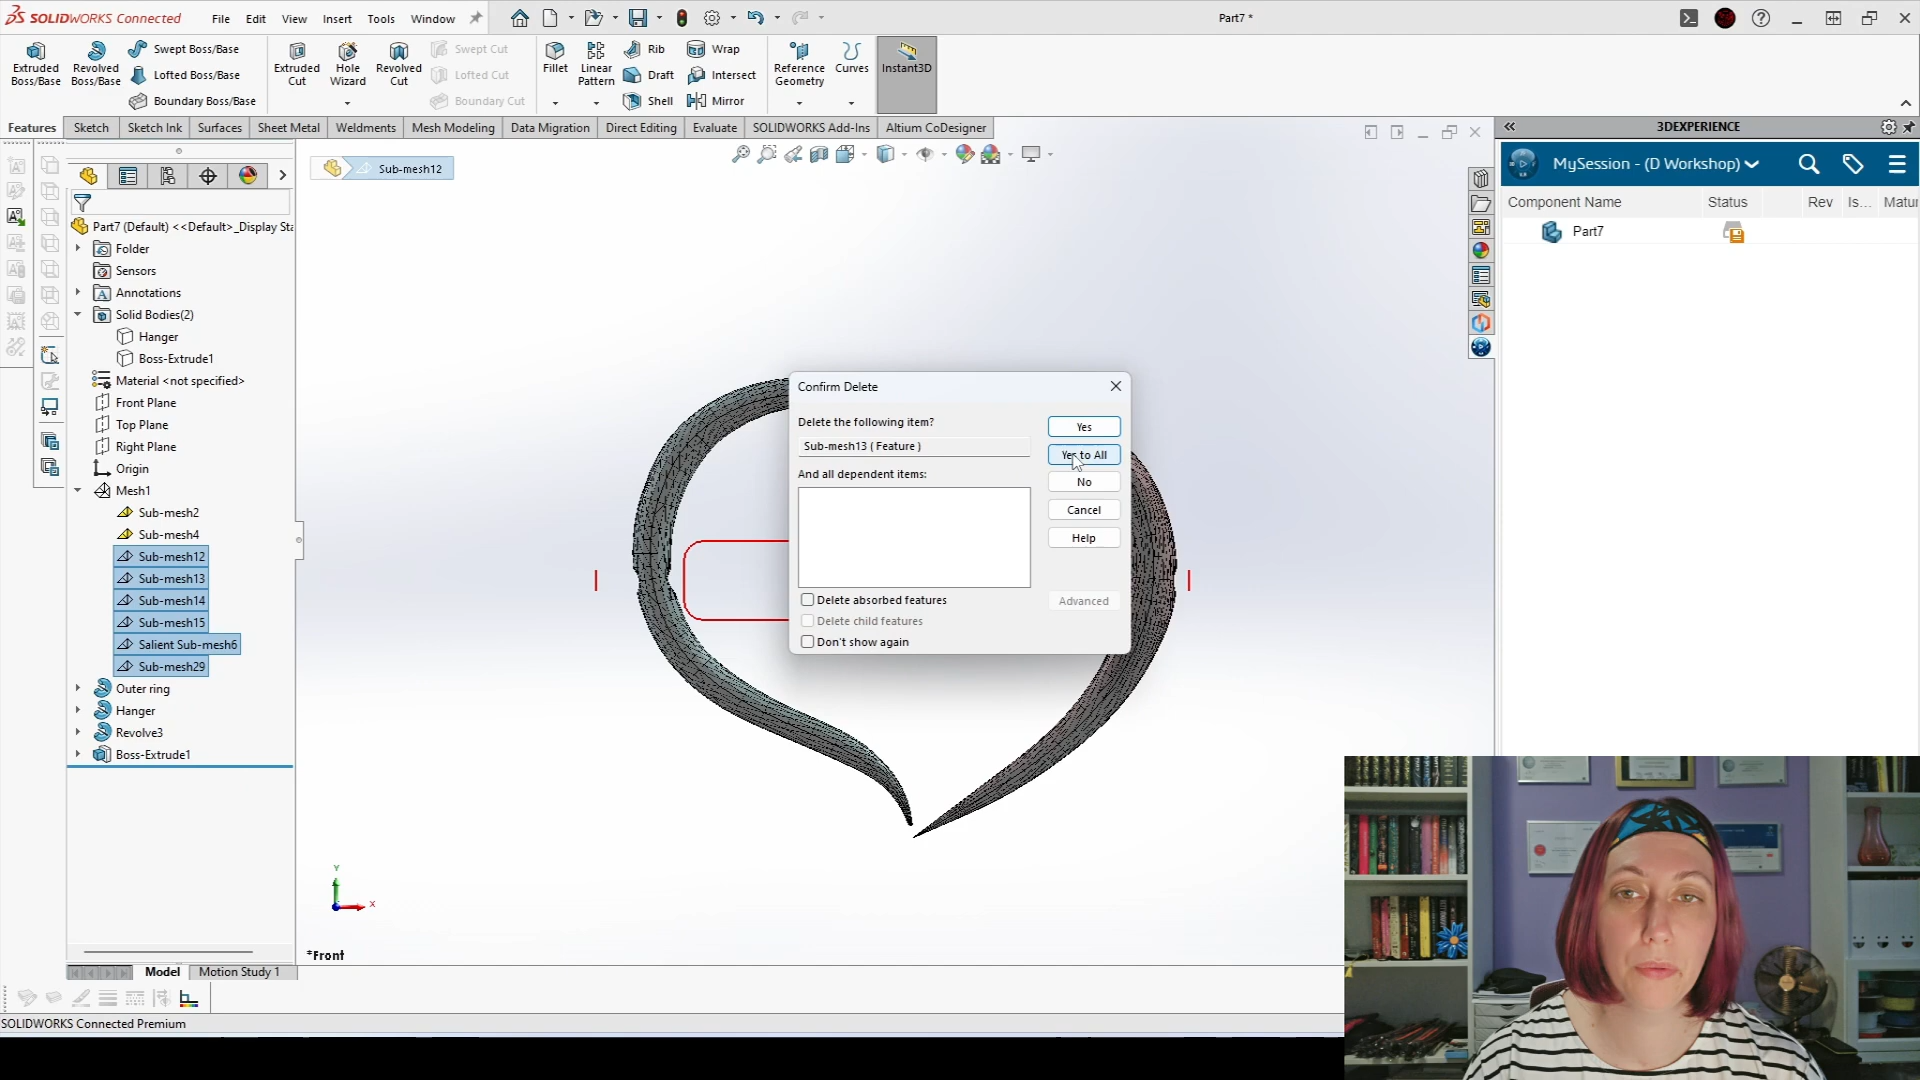 SOLIDWORKS Connected
File Edit View Insert Tools Window
Part7 *
Extruded Boss/Base
Revolved Boss/Base
Swept Boss/Base
Lofted Boss/Base
Boundary Boss/Base
Extruded Cut
Hole Wizard
Revolved Cut
Swept Cut
Lofted Cut
Boundary Cut
Fillet
Linear Pattern
Rib
Draft
Shell
Wrap
Intersect
Mirror
Reference Geometry
Curves
Instant3D
Features Sketch Sketch Ink Surfaces Sheet Metal Weldments Mesh Modeling Data Migration Direct Editing Evaluate SOLIDWORKS Add-Ins Altium CoDesigner
3DEXPERIENCE
MySession - (D Workshop)
Component Name Status Rev Is... Matur
Part7
Sub-mesh12
Part7 (Default) <<Default>_Display Sta
Folder
Sensors
Annotations
Solid Bodies(2)
Hanger
Boss-Extrude1
Material <not specified>
Front Plane
Top Plane
Right Plane
Origin
Mesh1
Sub-mesh2
Sub-mesh4
Sub-mesh12
Sub-mesh13
Sub-mesh14
Sub-mesh15
Salient Sub-mesh6
Sub-mesh29
Outer ring
Hanger
Revolve3
Boss-Extrude1
Confirm Delete
Delete the following item?
Sub-mesh13 ( Feature )
And all dependent items:
Yes
Yes to All
No
Cancel
Help
Advanced
Delete absorbed features
Delete child features
Don't show again
Y
X
*Front
Model Motion Study 1
SOLIDWORKS Connected Premium